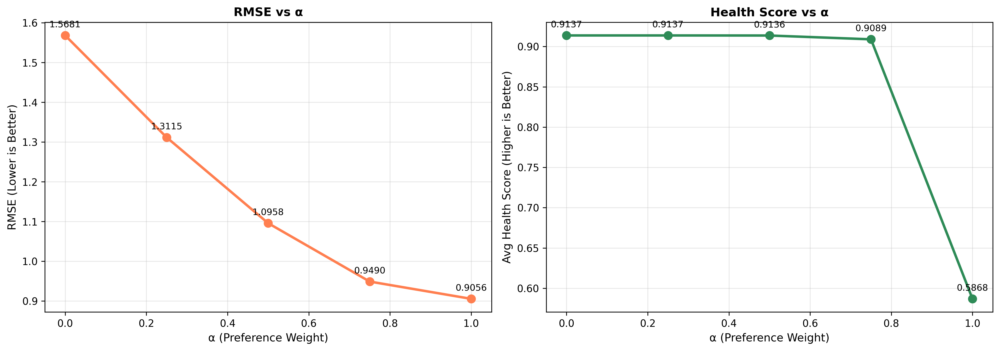 RMSE vs α
1.6
1.5
1.4
1.3
1.2
1.1
1.0
0.9
RMSE (Lower is Better)
1.5681
1.3115
1.0958
0.9490
0.9056
0.0 0.2 0.4 0.6 0.8 1.0
α (Preference Weight)
Health Score vs α
0.90
0.85
0.80
0.75
0.70
0.65
0.60
Avg Health Score (Higher is Better)
0.9137 0.9137 0.9136 0.9089
0.5868
0.0 0.2 0.4 0.6 0.8 1.0
α (Preference Weight)